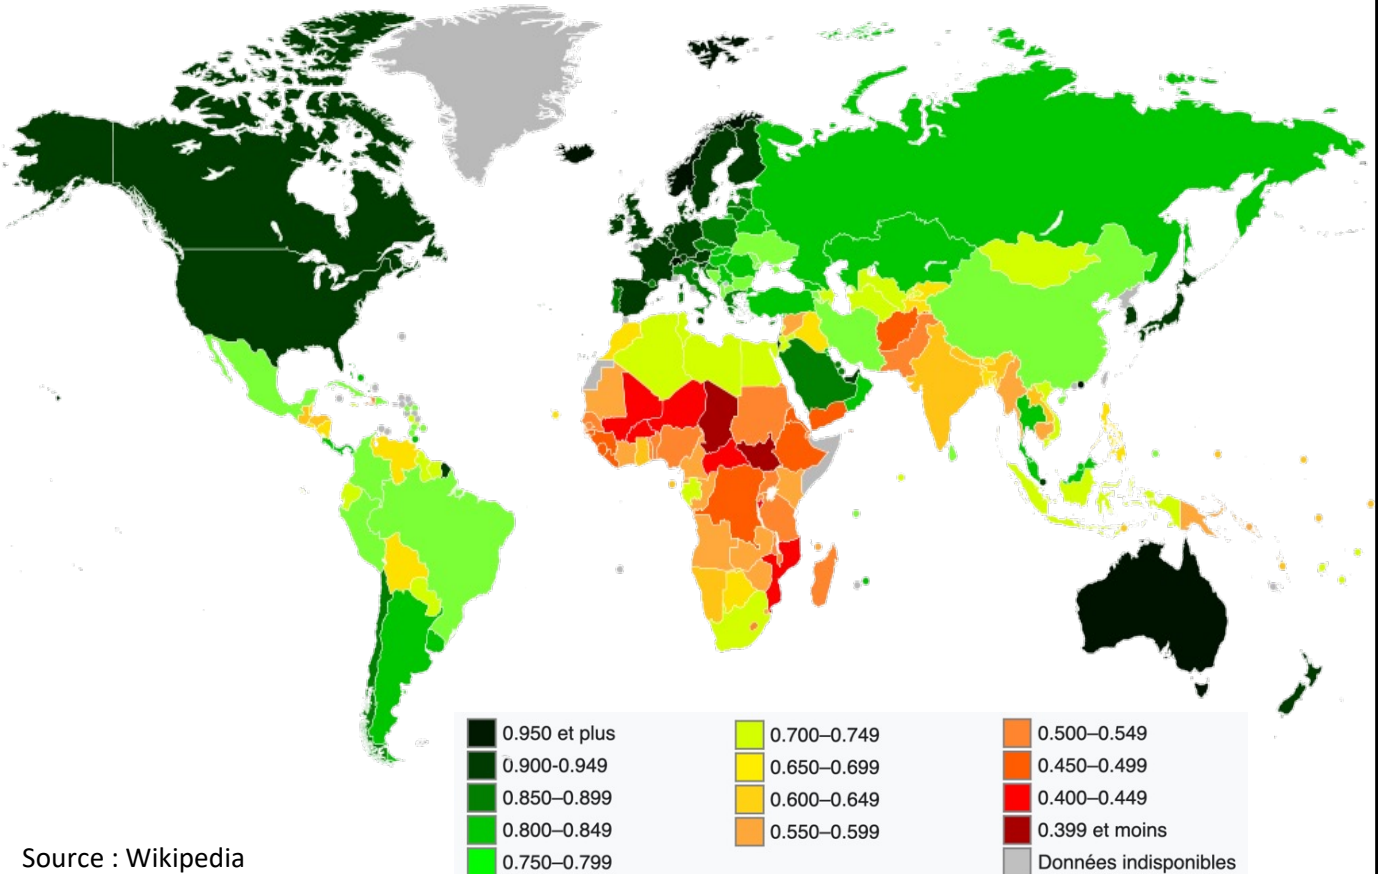 0.950 et plus
0.900-0.949
0.850–0.899
0.800–0.849
0.750–0.799
0.700–0.749
0.650–0.699
0.600–0.649
0.550–0.599
0.500–0.549
0.450–0.499
0.400–0.449
0.399 et moins
Données indisponibles
Source : Wikipedia